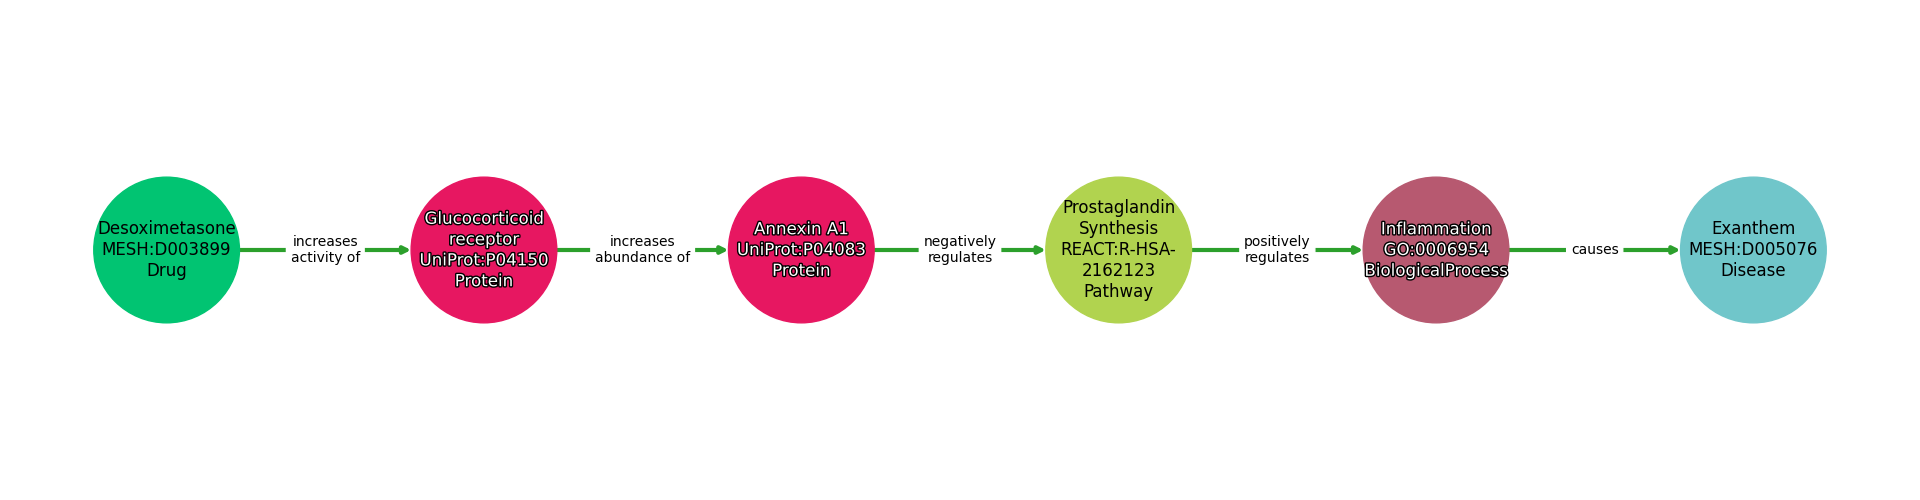 Desoximetasone
MESH:D003899
Drug
increases
activity of
Glucocorticoid
receptor
UniProt:P04150
Protein
increases
abundance of
Annexin A1
UniProt:P04083
Protein
negatively
regulates
Prostaglandin
Synthesis
REACT:R-HSA-
2162123
Pathway
positively
regulates
Inflammation
GO:0006954
BiologicalProcess
causes
Exanthem
MESH:D005076
Disease